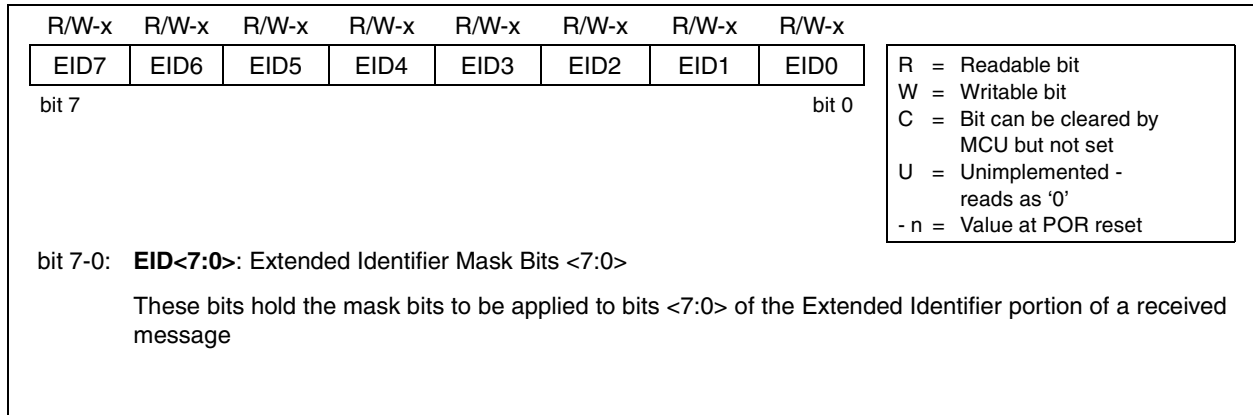 R/W-x R/W-x R/W-x R/W-x R/W-x R/W-x R/W-x R/W-x
EID7 EID6 EID5 EID4 EID3 EID2 EID1 EID0
bit 7 bit 0
R = Readable bit
W = Writable bit
C = Bit can be cleared by
MCU but not set
U = Unimplemented -
reads as ‘0’
- n = Value at POR reset
bit 7-0: EID<7:0>: Extended Identifier Mask Bits <7:0>
These bits hold the mask bits to be applied to bits <7:0> of the Extended Identifier portion of a received
message